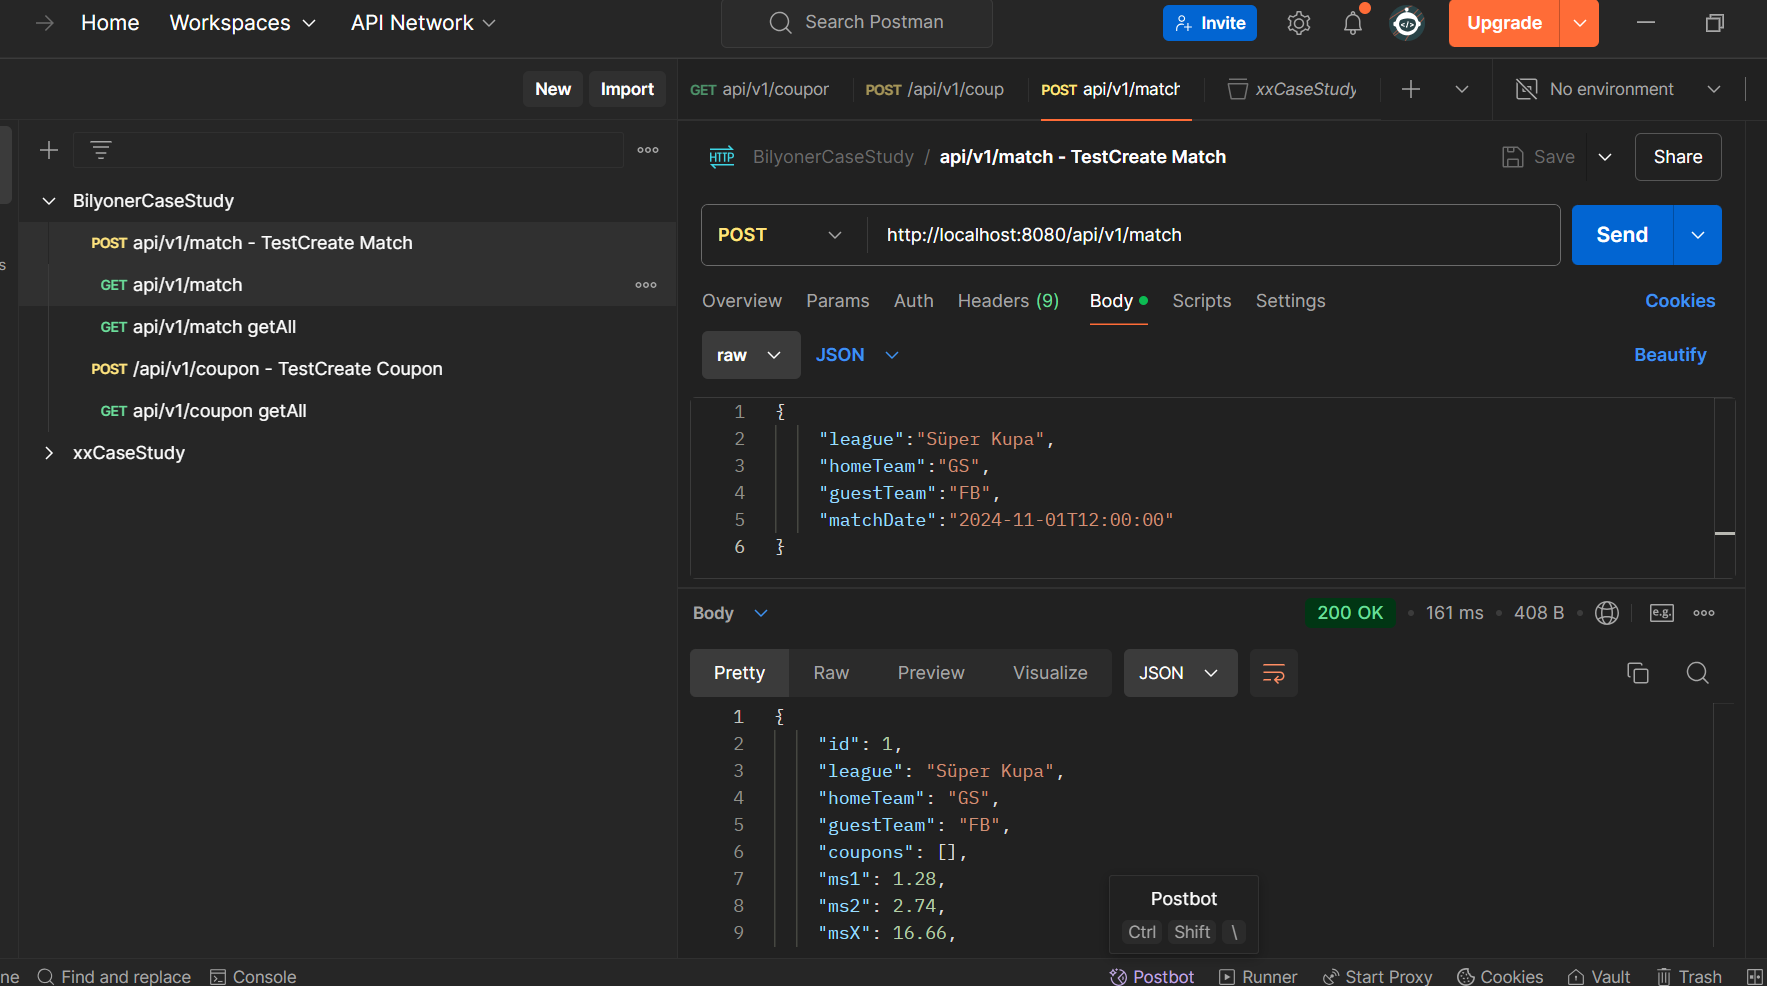 Home Workspaces API Network Search Postman Invite Upgrade
New Import GET api/v1/coupor POST /api/v1/coup POST api/v1/match xxCaseStudy No environment
HTTP BilyonerCaseStudy / api/v1/match - TestCreate Match Save Share
BilyonerCaseStudy
POST api/v1/match - TestCreate Match
GET api/v1/match
GET api/v1/match getAll
POST /api/v1/coupon - TestCreate Coupon
GET api/v1/coupon getAll
xxCaseStudy
s
POST http://localhost:8080/api/v1/match Send
Overview Params Auth Headers (9) Body Scripts Settings Cookies
raw JSON Beautify
1 {
2 "league":"Süper Kupa",
3 "homeTeam":"GS",
4 "guestTeam":"FB",
5 "matchDate":"2024-11-01T12:00:00"
6 }
Body 200 OK • 161 ms • 408 B • e.g.
Pretty Raw Preview Visualize JSON
1 {
2 "id": 1,
3 "league": "Süper Kupa",
4 "homeTeam": "GS",
5 "guestTeam": "FB",
6 "coupons": [],
7 "ms1": 1.28,
8 "ms2": 2.74,
9 "msX": 16.66,
Postbot
Ctrl Shift \
ne Find and replace Console Postbot Runner Start Proxy Cookies Vault Trash